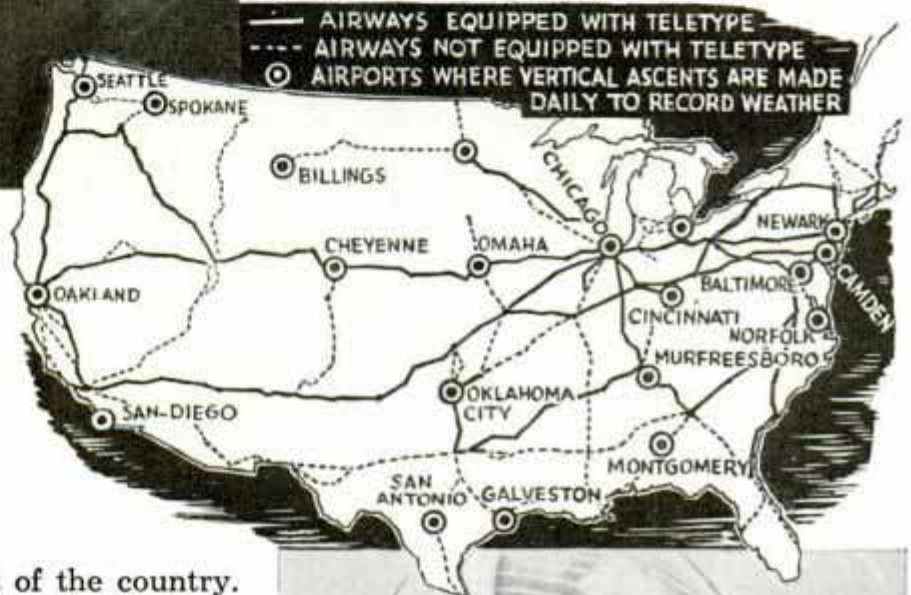 AIRWAYS EQUIPPED WITH TELETYPE
AIRWAYS NOT EQUIPPED WITH TELETYPE
AIRPORTS WHERE VERTICAL ASCENTS ARE MADE
DAILY TO RECORD WEATHER
SEATTLE
SPOKANE
BILLINGS
CHICAGO
NEWARK
CHEYENNE
OMAHA
BALTIMORE
CAMDEN
OAKLAND
CINCINNATI
NORFOLK
MURFREESBORO
OKLAHOMA
CITY
SAN-DIEGO
MONTGOMERY
SAN
ANTONIO
GALVESTON
of the country.